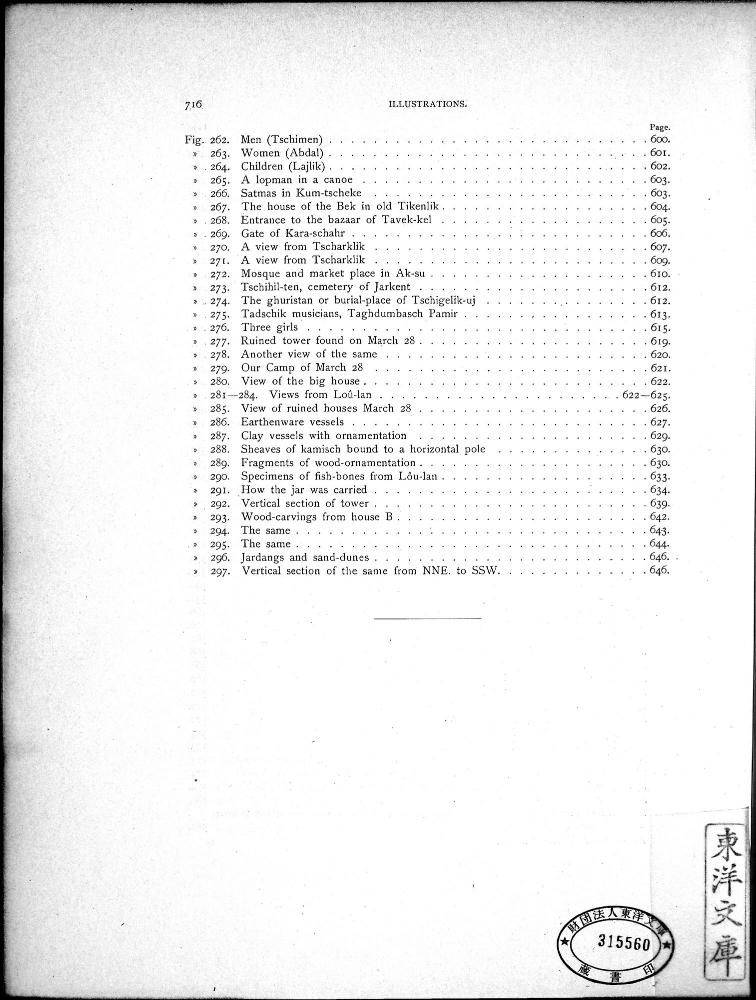 716
ILLUSTRATIONS.
Page.
Fig. 262. Men (Tschimen) . . . 600.
» 263. Women (Abdal) . . . 601.
» 264. Children (Lajlik) . . . 602.
» 265. A lopman in a canoe . . . 603.
» 266. Satmas in Kum-tscheke . . . 603.
» 267. The house of the Bek in old Tikenlik . . . 604.
» 268. Entrance to the bazaar of Tavek-kel . . . 605.
» 269. Gate of Kara-schahr . . . 606.
» 270. A view from Tscharklik . . . 607.
» 271. A view from Tscharklik . . . 609.
» 272. Mosque and market place in Ak-su . . . 610.
» 273. Tschihil-ten, cemetery of Jarkent . . . 612.
» 274. The ghuristan or burial-place of Tschigelik-uj . . . 612.
» 275. Tadschik musicians, Taghdumbasch Pamir . . . 613.
» 276. Three girls . . . 615.
» 277. Ruined tower found on March 28 . . . 619.
» 278. Another view of the same . . . 620.
» 279. Our Camp of March 28 . . . 621.
» 280. View of the big house . . . 622.
» 281—284. Views from Loû-lan . . . 622—625.
» 285. View of ruined houses March 28 . . . 626.
» 286. Earthenware vessels . . . 627.
» 287. Clay vessels with ornamentation . . . 629.
» 288. Sheaves of kamisch bound to a horizontal pole . . . 630.
» 289. Fragments of wood-ornamentation . . . 630.
» 290. Specimens of fish-bones from Lôu-lan . . . 633.
» 291. How the jar was carried . . . 634.
» 292. Vertical section of tower . . . 639.
» 293. Wood-carvings from house B . . . 642.
» 294. The same . . . 643.
» 295. The same . . . 644.
» 296. Jardangs and sand-dunes . . . 646.
» 297. Vertical section of the same from NNE. to SSW. . . . 646.
東洋文庫
財団法人東洋文庫
315560
蔵書印